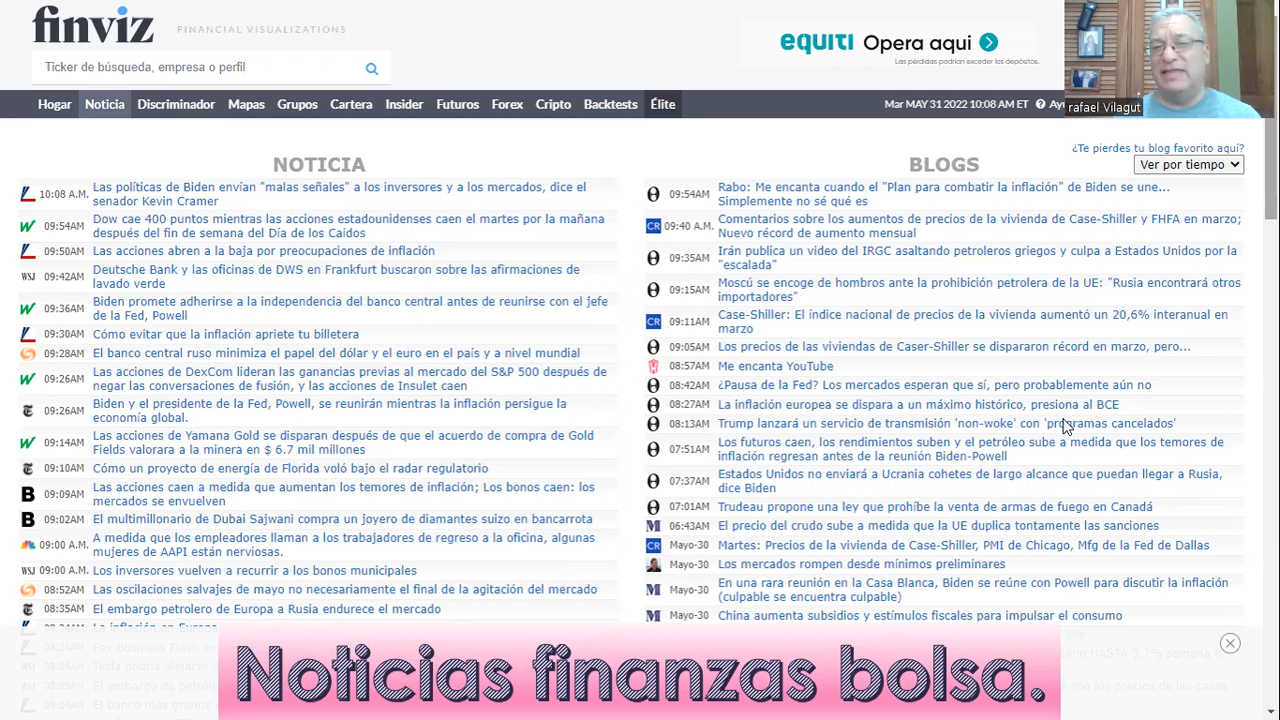 finviz
FINANCIAL VISUALIZATIONS
Ticker de búsqueda, empresa o perfil
equiti Opera aqui
Las pérdidas podrían exceder los depósitos.
rafael Vilagut
Hogar Noticia Discriminador Mapas Grupos Cartera Insider Futuros Forex Cripto Backtests Élite
Mar MAY 31 2022 10:08 AM ET
¿Te pierdes tu blog favorito aquí?
Ver por tiempo
NOTICIA
10:08 A.M. Las políticas de Biden envían "malas señales" a los inversores y a los mercados, dice el
senador Kevin Cramer
09:54AM Dow cae 400 puntos mientras las acciones estadounidenses caen el martes por la mañana
después del fin de semana del Día de los Caídos
09:50AM Las acciones abren a la baja por preocupaciones de inflación
WSJ 09:42AM Deutsche Bank y las oficinas de DWS en Frankfurt buscaron sobre las afirmaciones de
lavado verde
09:36AM Biden promete adherirse a la independencia del banco central antes de reunirse con el jefe
de la Fed, Powell
09:30AM Cómo evitar que la inflación apriete tu billetera
09:28AM El banco central ruso minimiza el papel del dólar y el euro en el país y a nivel mundial
09:26AM Las acciones de DexCom lideran las ganancias previas al mercado del S&P 500 después de
negar las conversaciones de fusión, y las acciones de Insulet caen
09:26AM Biden y el presidente de la Fed, Powell, se reunirán mientras la inflación persigue la
economía global.
09:14AM Las acciones de Yamana Gold se disparan después de que el acuerdo de compra de Gold
Fields valorara a la minera en $ 6.7 mil millones
09:10AM Cómo un proyecto de energía de Florida voló bajo el radar regulatorio
B 09:09AM Las acciones caen a medida que aumentan los temores de inflación; Los bonos caen: los
mercados se envuelven
B 09:02AM El multimillonario de Dubai Sajwani compra un joyero de diamantes suizo en bancarrota
09:00 A.M. A medida que los empleadores llaman a los trabajadores de regreso a la oficina, algunas
mujeres de AAPI están nerviosas.
WSJ 09:00 A.M. Los inversores vuelven a recurrir a los bonos municipales
08:52AM Las oscilaciones salvajes de mayo no necesariamente el final de la agitación del mercado
08:35AM El embargo petrolero de Europa a Rusia endurece el mercado
BLOGS
09:54AM Rabo: Me encanta cuando el "Plan para combatir la inflación" de Biden se une...
Simplemente no sé qué es
CR 09:40 A.M. Comentarios sobre los aumentos de precios de la vivienda de Case-Shiller y FHFA en marzo;
Nuevo récord de aumento mensual
09:35AM Irán publica un video del IRGC asaltando petroleros griegos y culpa a Estados Unidos por la
"escalada"
09:15AM Moscú se encoge de hombros ante la prohibición petrolera de la UE: "Rusia encontrará otros
importadores"
CR 09:11AM Case-Shiller: El índice nacional de precios de la vivienda aumentó un 20,6% interanual en
marzo
09:05AM Los precios de las viviendas de Caser-Shiller se dispararon récord en marzo, pero...
08:57AM Me encanta YouTube
08:42AM ¿Pausa de la Fed? Los mercados esperan que sí, pero probablemente aún no
08:27AM La inflación europea se dispara a un máximo histórico, presiona al BCE
08:13AM Trump lanzará un servicio de transmisión 'non-woke' con 'programas cancelados'
07:51AM Los futuros caen, los rendimientos suben y el petróleo sube a medida que los temores de
inflación regresan antes de la reunión Biden-Powell
07:37AM Estados Unidos no enviará a Ucrania cohetes de largo alcance que puedan llegar a Rusia,
dice Biden
07:01AM Trudeau propone una ley que prohíbe la venta de armas de fuego en Canadá
M 06:43AM El precio del crudo sube a medida que la UE duplica tontamente las sanciones
CR Mayo-30 Martes: Precios de la vivienda de Case-Shiller, PMI de Chicago, Mfg de la Fed de Dallas
Mayo-30 Los mercados rompen desde mínimos preliminares
M Mayo-30 En una rara reunión en la Casa Blanca, Biden se reúne con Powell para discutir la inflación
(culpable se encuentra culpable)
M Mayo-30 China aumenta subsidios y estímulos fiscales para impulsar el consumo
Noticias finanzas bolsa.